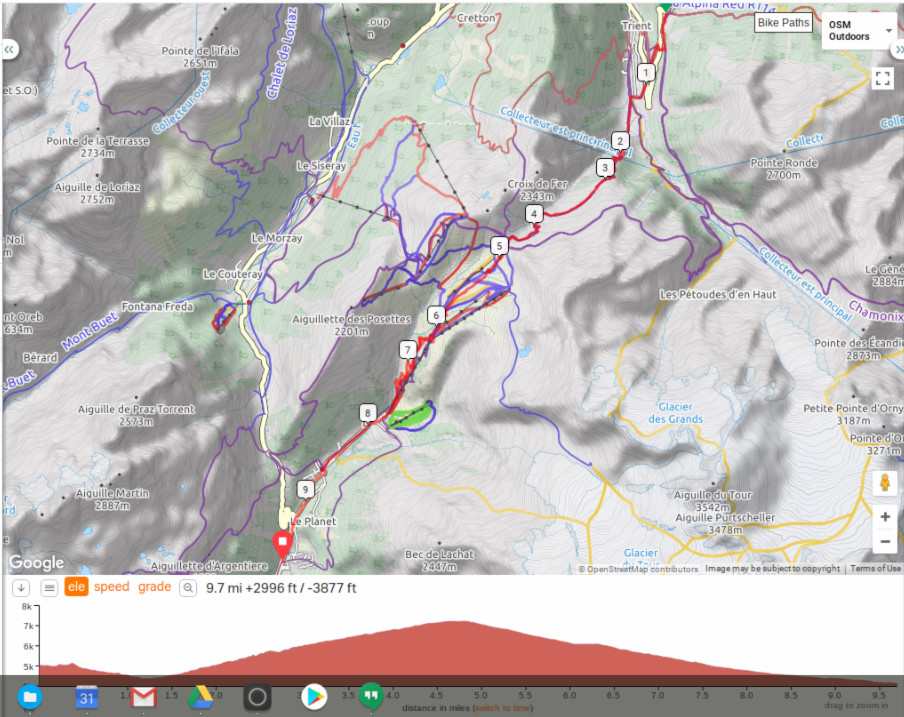 a Alpina Red R714
Cretton
Trient
Bike Paths
OSM
Outdoors
Pointe de l'Ifala
2651m
Chalet de Loriaz
et S.O.)
Collecteur ouest
La Villaz
Eau
Collecteur est principal
Collecte
Colle
Pointe de la Terrasse
2734m
Le Siseray
Pointe Ronde
2700m
Aiguille de Loriaz
2752m
Croix de Fer
2343m
Nol
m
Le Morzay
Le Couteray
Collecteur est principal
Le Géné
2884m
Les Pétoudes d'en Haut
Chamonix
nt Oreb
634m
Fontana Freda
Mont Buet
Aiguillette des Posettes
2201m
Bérard
Buet
Pointe des Écandie
2873m
Aiguille de Praz Torrent
2573m
Glacier
des Grands
Petite Pointe d'Orny
3187m
Pointe d'O
3271m
Aiguille Martin
2887m
rd
Le Planet
Aiguille du Tour
3542m
Aiguille Purtscheller
3478m
Bec de Lachat
2447m
Glacier
du Tour
Aiguillette d'Argentiere
1
2
3
4
5
6
7
8
9
+
−
Google
© OpenStreetMap contributors
Image may be subject to copyright
Terms of Use
ele speed grade 9.7 mi +2996 ft / -3877 ft
8k
7k
6k
5k
1.5 3.5 4.0 4.5 5.0 5.5 6.0 6.5 7.0 7.5 8.0 8.5 9.0 9.5
31
distance in miles (switch to time)
drag to zoom in